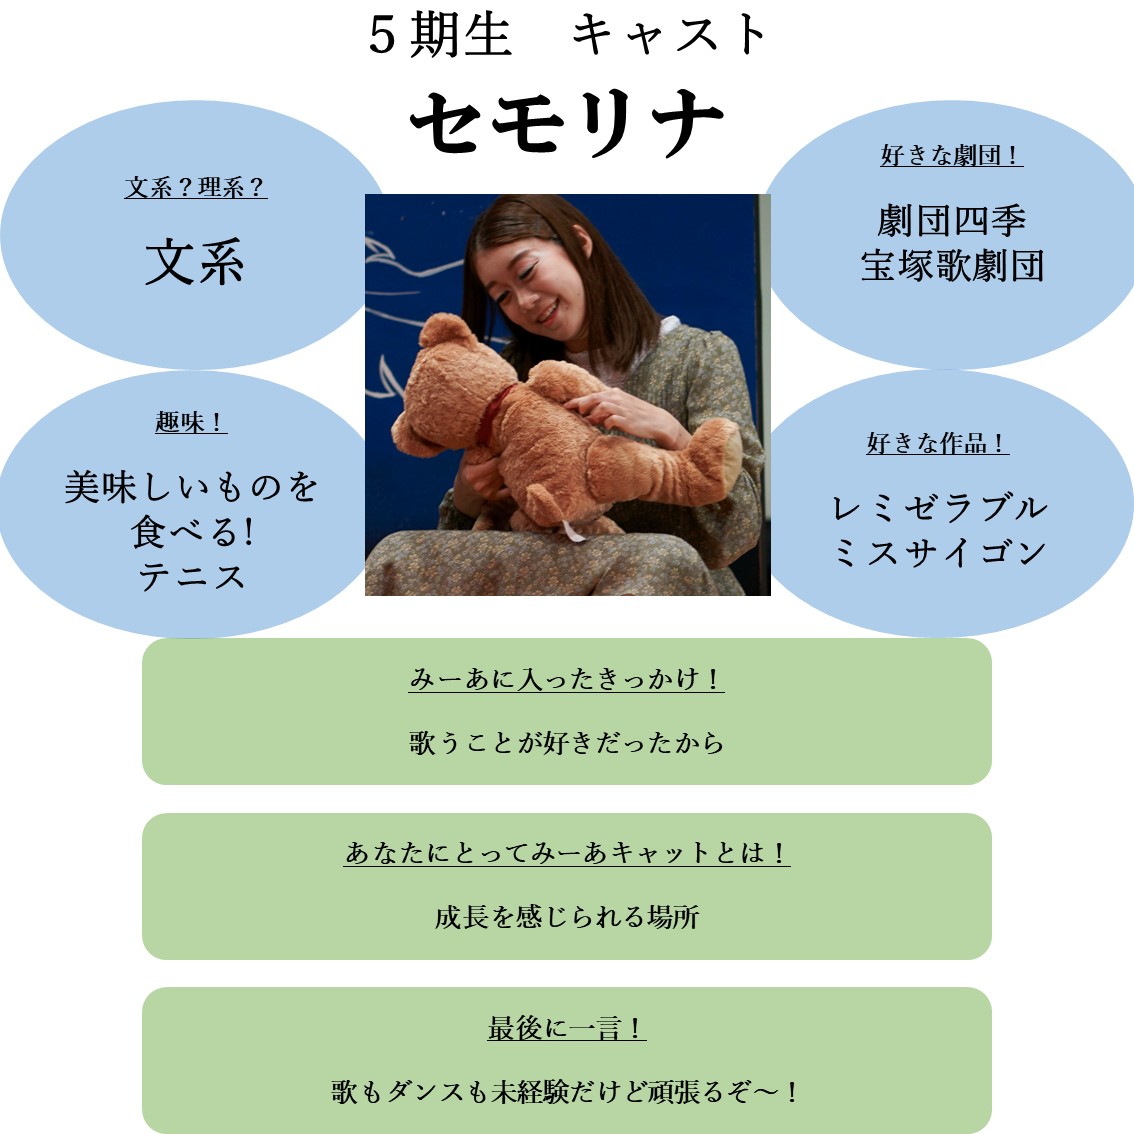 ５期生　キャスト
セモリナ
文系？理系？
文系
好きな劇団！
劇団四季
宝塚歌劇団
趣味！
美味しいものを
食べる!
テニス
好きな作品！
レミゼラブル
ミスサイゴン
みーあに入ったきっかけ！
歌うことが好きだったから
あなたにとってみーあキャットとは！
成長を感じられる場所
最後に一言！
歌もダンスも未経験だけど頑張るぞ～！